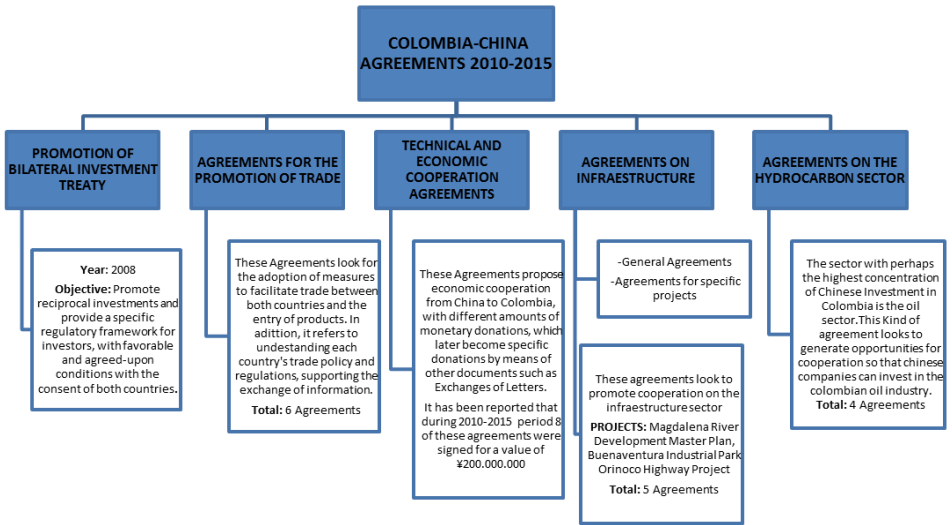 COLOMBIA-CHINA
AGREEMENTS 2010-2015
PROMOTION OF
BILATERAL INVESTMENT
TREATY
Year: 2008
Objective: Promote
reciprocal investments and
provide a specific
regulatory framework for
investors, with favorable
and agreed-upon
conditions with the
consent of both countries.
AGREEMENTS FOR THE
PROMOTION OF TRADE
These Agreements look for
the adoption of measures
to facilitate trade between
both countries and the
entry of products. In
adittion, it refers to
undestanding each
country's trade policy and
regulations, supporting the
exchange of information.
Total: 6 Agreements
TECHNICAL AND
ECONOMIC
COOPERATION
AGREEMENTS
These Agreements propose
economic cooperation
from China to Colombia,
with different amounts of
monetary donations, which
later become specific
donations by means of
other documents such as
Exchanges of Letters.
It has been reported that
during 2010-2015 period 8
of these agreements were
signed for a value of
¥200.000.000
AGREEMENTS ON
INFRAESTRUCTURE
-General Agreements
-Agreements for specific
projects
These agreements look to
promote cooperation on the
infraestructure sector
PROJECTS: Magdalena River
Development Master Plan,
Buenaventura Industrial Park
Orinoco Highway Project
Total: 5 Agreements
AGREEMENTS ON THE
HYDROCARBON SECTOR
The sector with perhaps
the highest concentration
of Chinese Investment in
Colombia is the oil
sector.This Kind of
agreement looks to
generate opportunities for
cooperation so that chinese
companies can invest in the
colombian oil industry.
Total: 4 Agreements